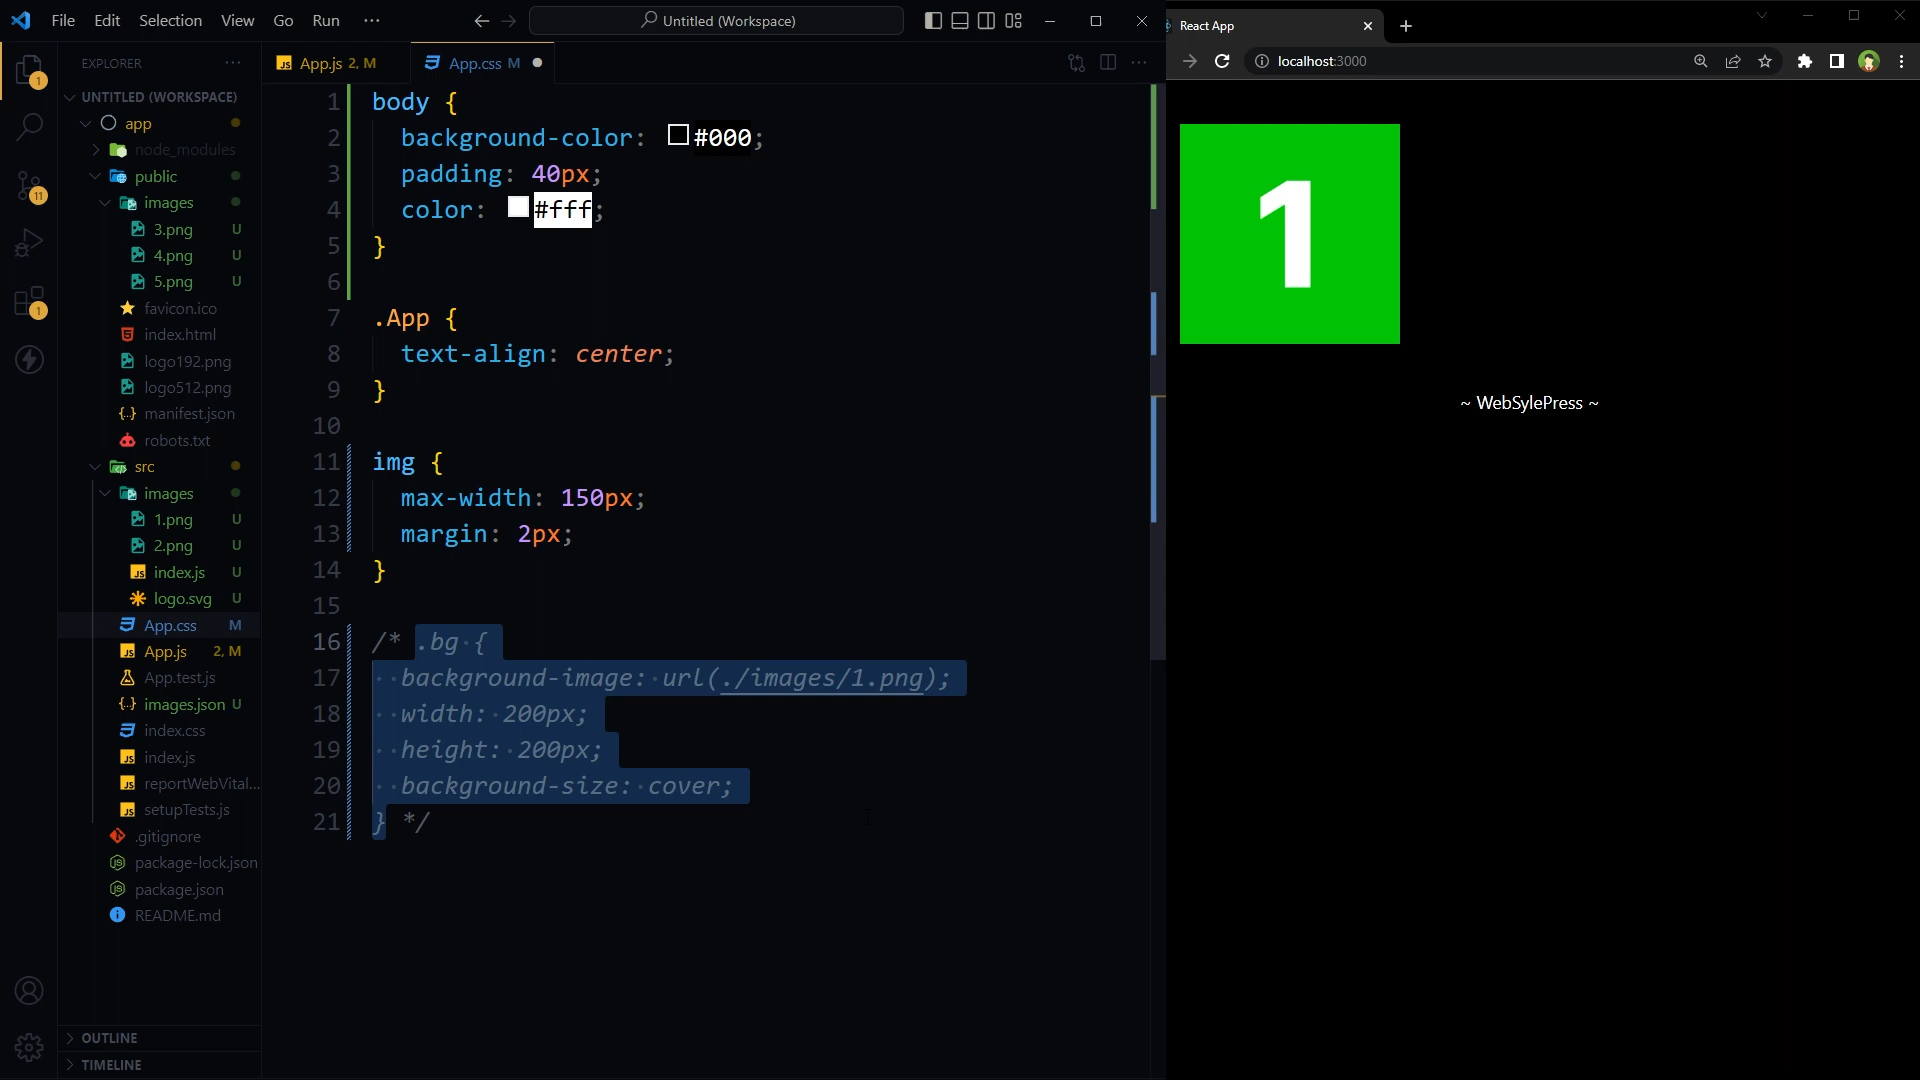 File Edit Selection View Go Run ···
Untitled (Workspace)
EXPLORER ···
UNTITLED (WORKSPACE)
app
node_modules
public
images
3.png U
4.png U
5.png U
favicon.ico
index.html
logo192.png
logo512.png
manifest.json
robots.txt
src
images
1.png U
2.png U
index.js U
logo.svg U
App.css M
App.js 2, M
App.test.js
images.json U
index.css
index.js
reportWebVital...
setupTests.js
.gitignore
package-lock.json
package.json
README.md
OUTLINE
TIMELINE
1
11
1
App.js 2, M
App.css M
1 body {
2 background-color: #000;
3 padding: 40px;
4 color: #fff;
5 }
6
7 .App {
8 text-align: center;
9 }
10
11 img {
12 max-width: 150px;
13 margin: 2px;
14 }
15
16 /* .bg {
17 background-image: url(./images/1.png);
18 width: 200px;
19 height: 200px;
20 background-size: cover;
21 } */
React App
localhost:3000
1
~ WebSylePress ~